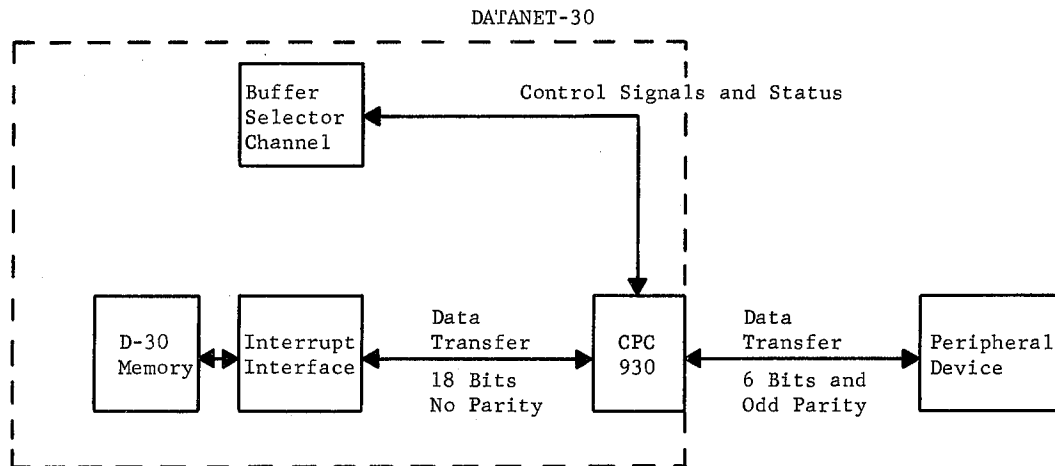 DATANET-30
Buffer
Selector
Channel
Control Signals and Status
D-30
Memory
Interrupt
Interface
Data
Transfer
18 Bits
No Parity
CPC
930
Data
Transfer
6 Bits and
Odd Parity
Peripheral
Device